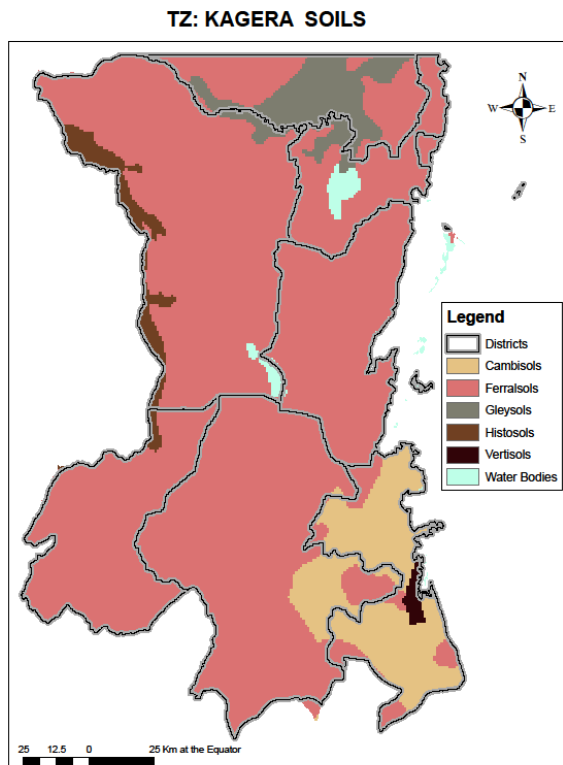 TZ: KAGERA SOILS
N
W E
S
Legend
Districts
Cambisols
Ferralsols
Gleysols
Histosols
Vertisols
Water Bodies
25 12.5 0 25 Km at the Equator